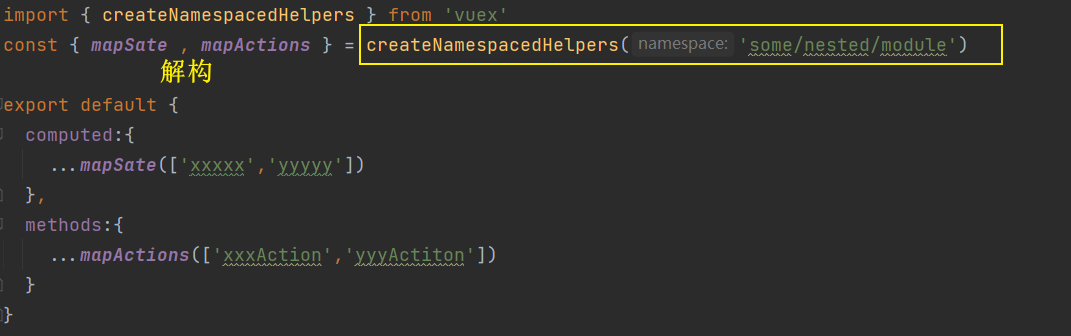 import { createNamespacedHelpers } from 'vuex'
const { mapSate , mapActions } = createNamespacedHelpers( namespace: 'some/nested/module')
解构
export default {
computed:{
...mapSate(['xxxxx','yyyyy'])
},
methods:{
...mapActions(['xxxAction','yyyActiton'])
}
}